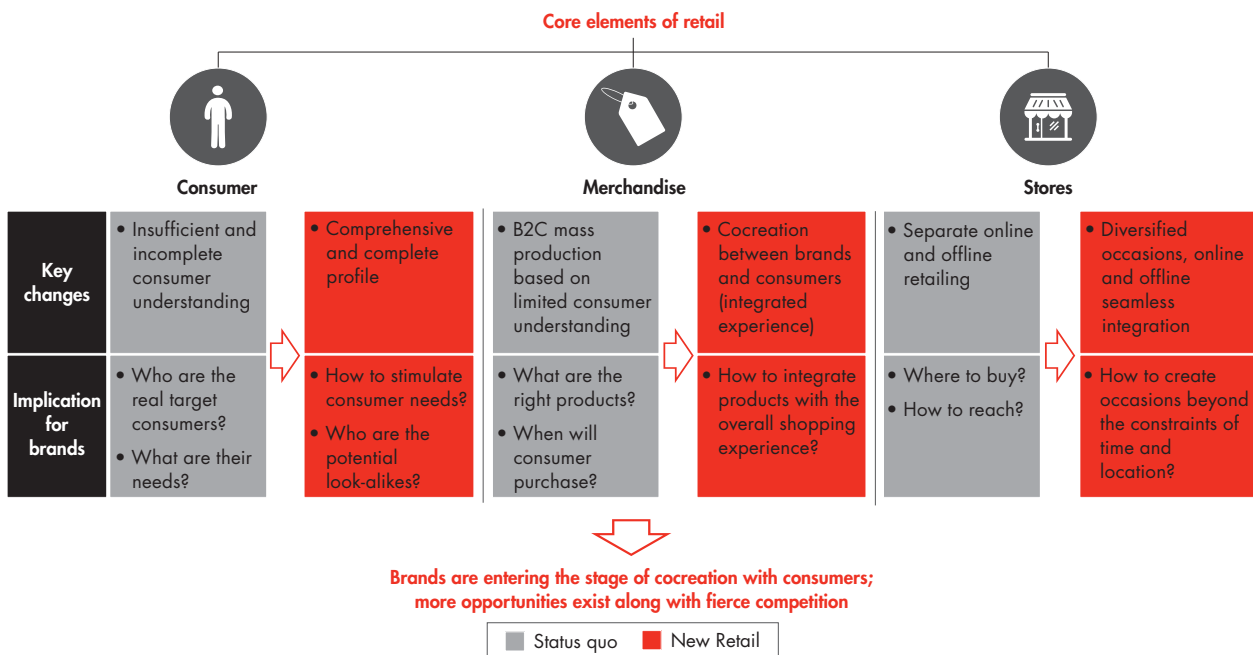 Core elements of retail
Consumer
Merchandise
Stores
Key
changes
• Insufficient and
incomplete
consumer
understanding
• Comprehensive
and complete
profile
• B2C mass
production
based on
limited consumer
understanding
• Cocreation
between brands
and consumers
(integrated
experience)
• Separate online
and offline
retailing
• Diversified
occasions, online
and offline
seamless
integration
Implication
for
brands
• Who are the
real target
consumers?
• What are their
needs?
• How to stimulate
consumer needs?
• Who are the
potential
look-alikes?
• What are the
right products?
• When will
consumer
purchase?
• How to integrate
products with the
overall shopping
experience?
• Where to buy?
• How to reach?
• How to create
occasions beyond
the constraints of
time and
location?
Brands are entering the stage of cocreation with consumers;
more opportunities exist along with fierce competition
Status quo
New Retail